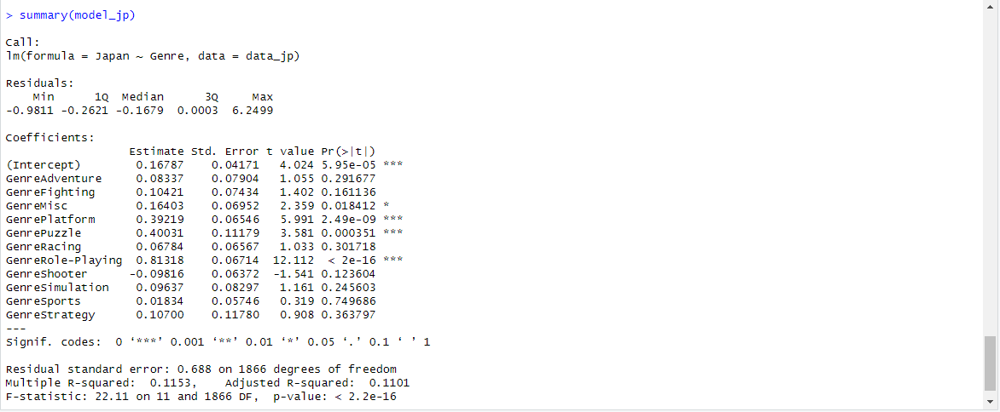 > summary(model_jp)
Call:
lm(formula = Japan ~ Genre, data = data_jp)
Residuals:
    Min      1Q  Median      3Q     Max
-0.9811 -0.2621 -0.1679  0.0003  6.2499
Coefficients:
                  Estimate Std. Error t value Pr(>|t|)
(Intercept)        0.16787    0.04171   4.024 5.95e-05 ***
GenreAdventure     0.08337    0.07904   1.055 0.291677
GenreFighting      0.10421    0.07434   1.402 0.161136
GenreMisc          0.16403    0.06952   2.359 0.018412 *
GenrePlatform      0.39219    0.06546   5.991 2.49e-09 ***
GenrePuzzle        0.40031    0.11179   3.581 0.000351 ***
GenreRacing        0.06784    0.06567   1.033 0.301718
GenreRole-Playing  0.81318    0.06714  12.112  < 2e-16 ***
GenreShooter      -0.09816    0.06372  -1.541 0.123604
GenreSimulation    0.09637    0.08297   1.161 0.245603
GenreSports        0.01834    0.05746   0.319 0.749686
GenreStrategy      0.10700    0.11780   0.908 0.363797
---
Signif. codes:  0 ‘***’ 0.001 ‘**’ 0.01 ‘*’ 0.05 ‘.’ 0.1 ‘ ’ 1
Residual standard error: 0.688 on 1866 degrees of freedom
Multiple R-squared:  0.1153,    Adjusted R-squared:  0.1101
F-statistic: 22.11 on 11 and 1866 DF,  p-value: < 2.2e-16